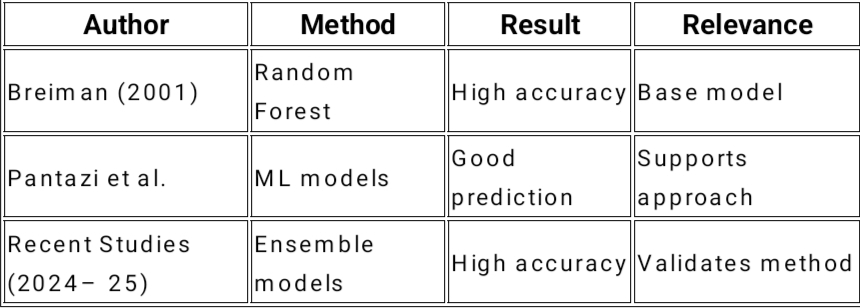 Author Method Result Relevance
Breiman (2001) Random Forest High accuracy Base model
Pantazi et al. ML models Good prediction Supports approach
Recent Studies (2024– 25) Ensemble models High accuracy Validates method